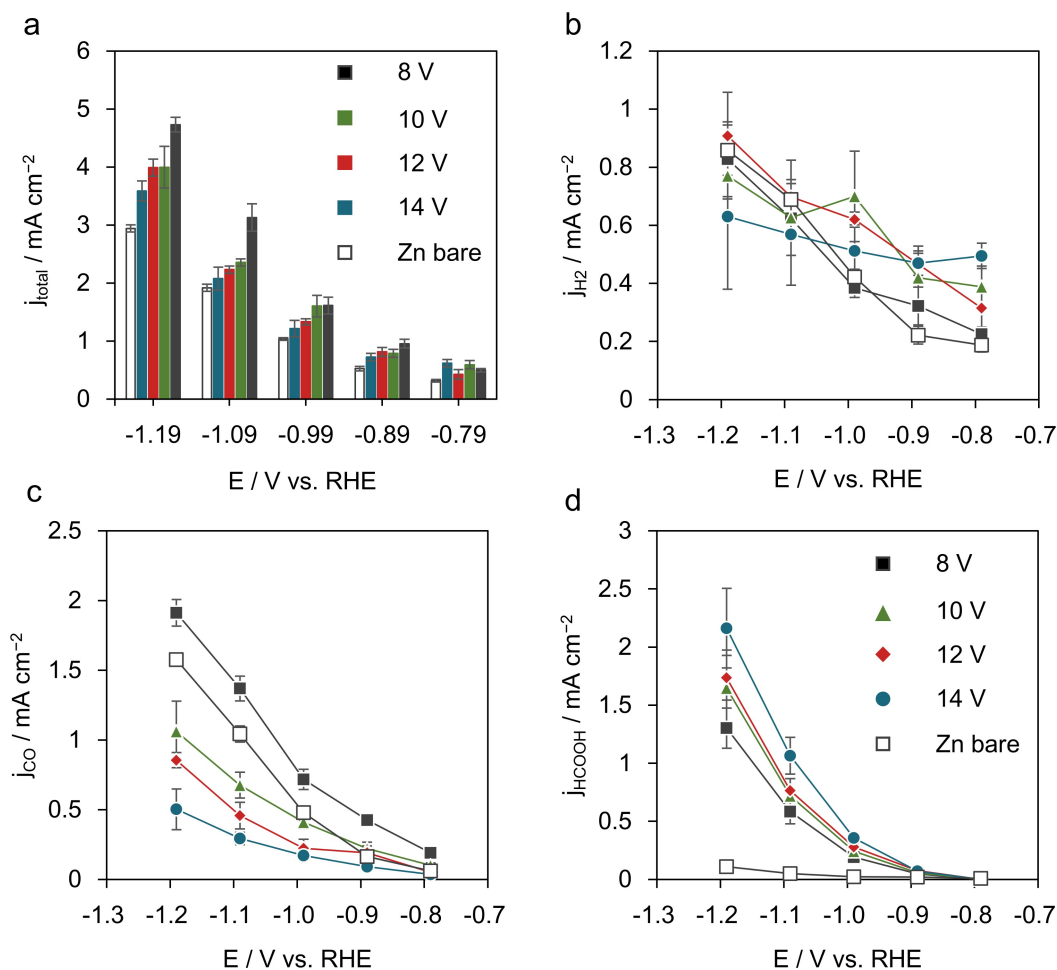 a
j_total / mA cm⁻²
6
5
4
3
2
1
0
8 V
10 V
12 V
14 V
Zn bare
-1.19 -1.09 -0.99 -0.89 -0.79
E / V vs. RHE
b
j_H2 / mA cm⁻²
1.2
1
0.8
0.6
0.4
0.2
0
-1.3 -1.2 -1.1 -1.0 -0.9 -0.8 -0.7
E / V vs. RHE
c
j_CO / mA cm⁻²
2.5
2
1.5
1
0.5
0
-1.3 -1.2 -1.1 -1.0 -0.9 -0.8 -0.7
E / V vs. RHE
d
j_HCOOH / mA cm⁻²
3
2.5
2
1.5
1
0.5
0
8 V
10 V
12 V
14 V
Zn bare
-1.3 -1.2 -1.1 -1.0 -0.9 -0.8 -0.7
E / V vs. RHE